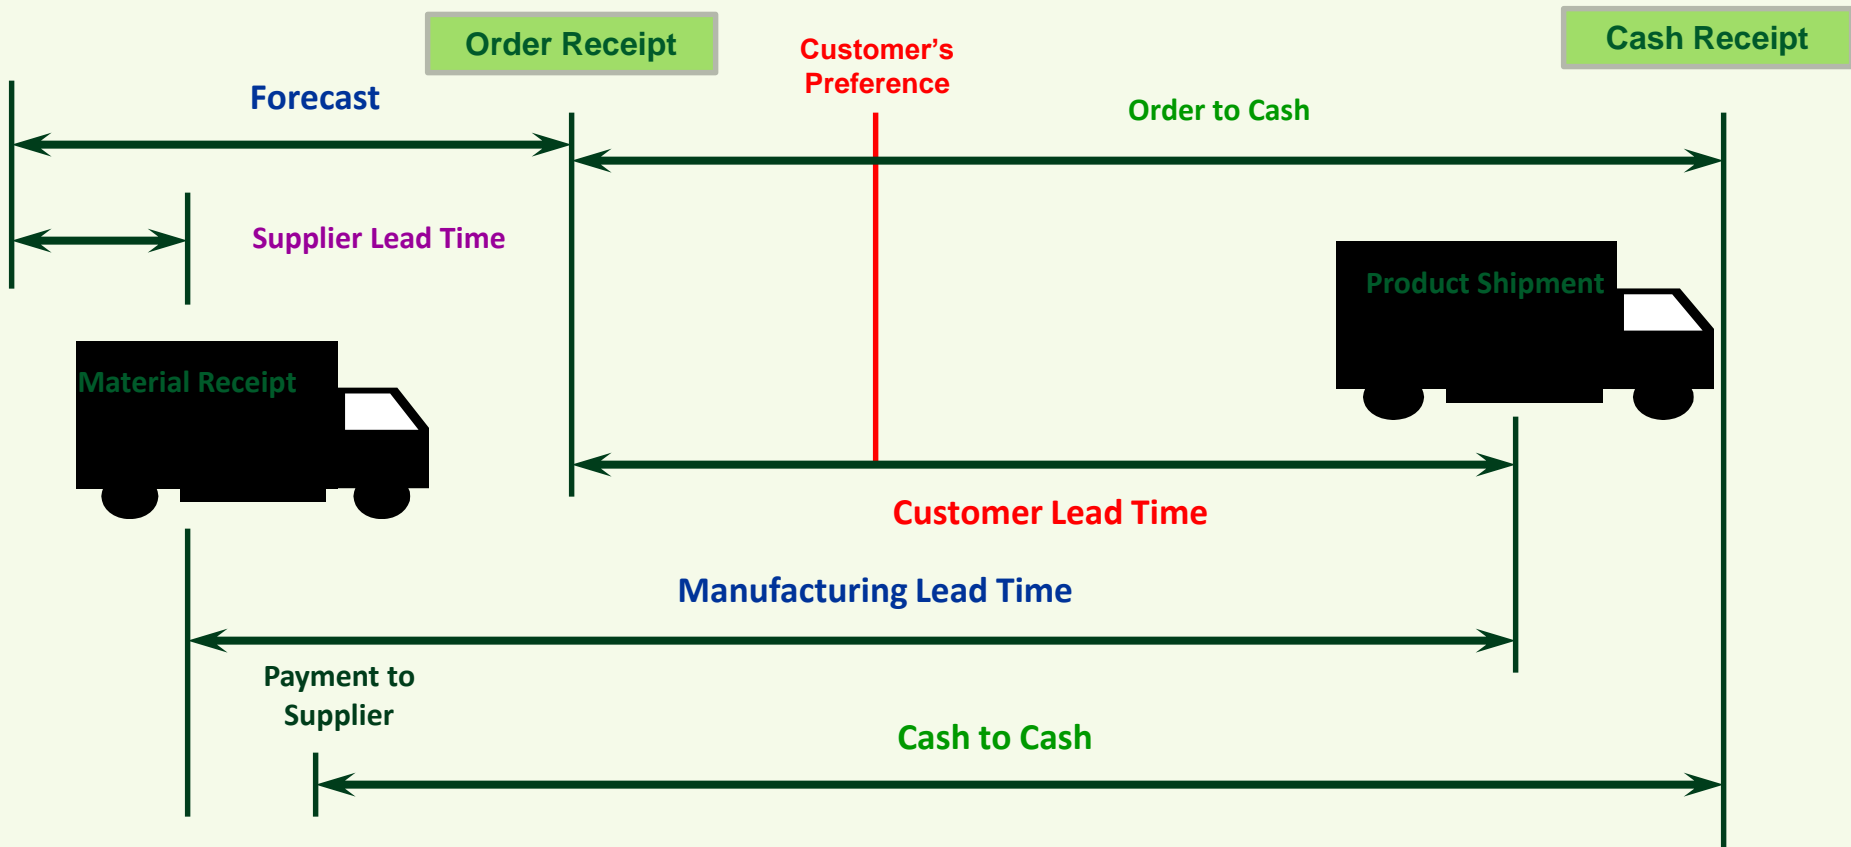 Order Receipt
Cash Receipt
Customer’s
Preference
Forecast
Order to Cash
Supplier Lead Time
Product Shipment
Material Receipt
Customer Lead Time
Manufacturing Lead Time
Payment to
Supplier
Cash to Cash